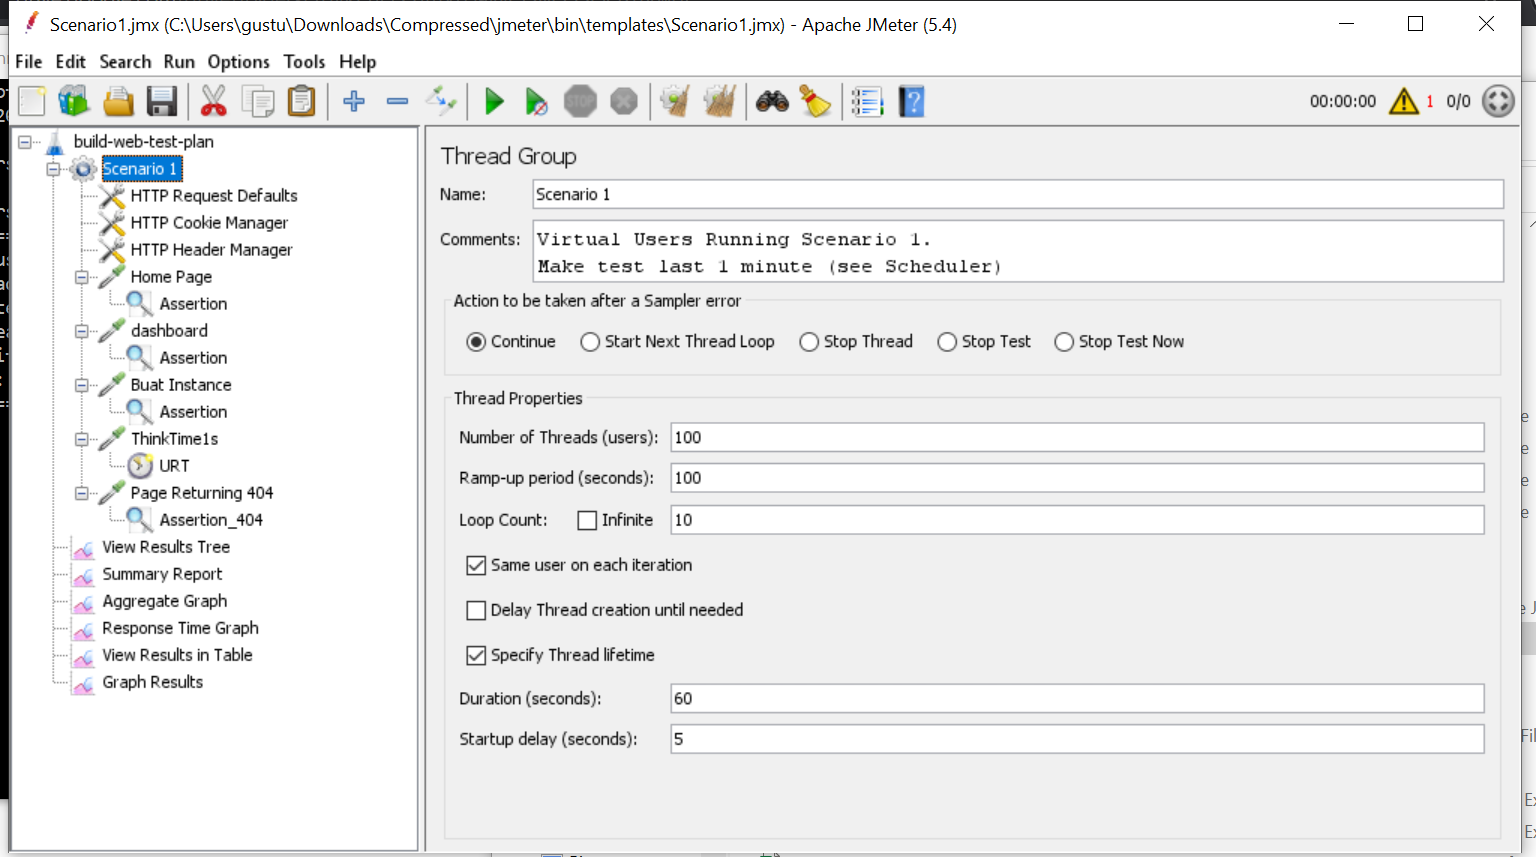 Scenario1.jmx (C:\Users\gustu\Downloads\Compressed\jmeter\bin\templates\Scenario1.jmx) - Apache JMeter (5.4)
File Edit Search Run Options Tools Help
STOP
00:00:00 1 0/0
build-web-test-plan
Scenario 1
HTTP Request Defaults
HTTP Cookie Manager
HTTP Header Manager
Home Page
Assertion
dashboard
Assertion
Buat Instance
Assertion
ThinkTime1s
URT
Page Returning 404
Assertion_404
View Results Tree
Summary Report
Aggregate Graph
Response Time Graph
View Results in Table
Graph Results
Thread Group
Name: Scenario 1
Comments: Virtual Users Running Scenario 1.
Make test last 1 minute (see Scheduler)
Action to be taken after a Sampler error
Continue Start Next Thread Loop Stop Thread Stop Test Stop Test Now
Thread Properties
Number of Threads (users): 100
Ramp-up period (seconds): 100
Loop Count: Infinite 10
Same user on each iteration
Delay Thread creation until needed
Specify Thread lifetime
Duration (seconds): 60
Startup delay (seconds): 5